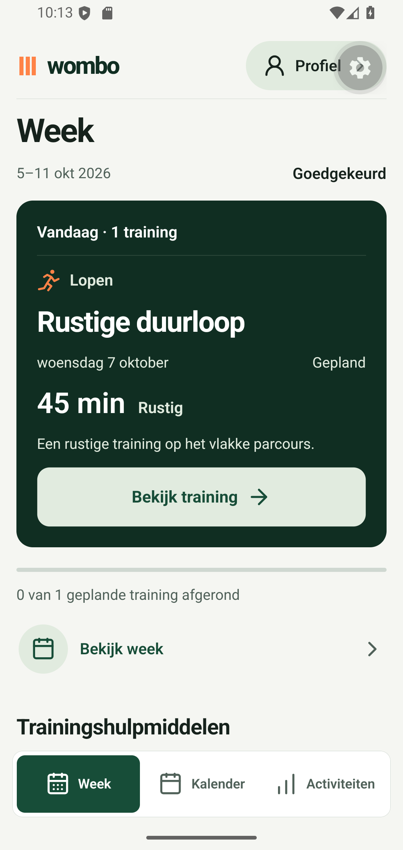 10:13
wombo
Profiel
Week
5–11 okt 2026
Goedgekeurd
Vandaag · 1 training
Lopen
Rustige duurloop
woensdag 7 oktober
Gepland
45 min Rustig
Een rustige training op het vlakke parcours.
Bekijk training
0 van 1 geplande training afgerond
Bekijk week
Trainingshulpmiddelen
Week
Kalender
Activiteiten